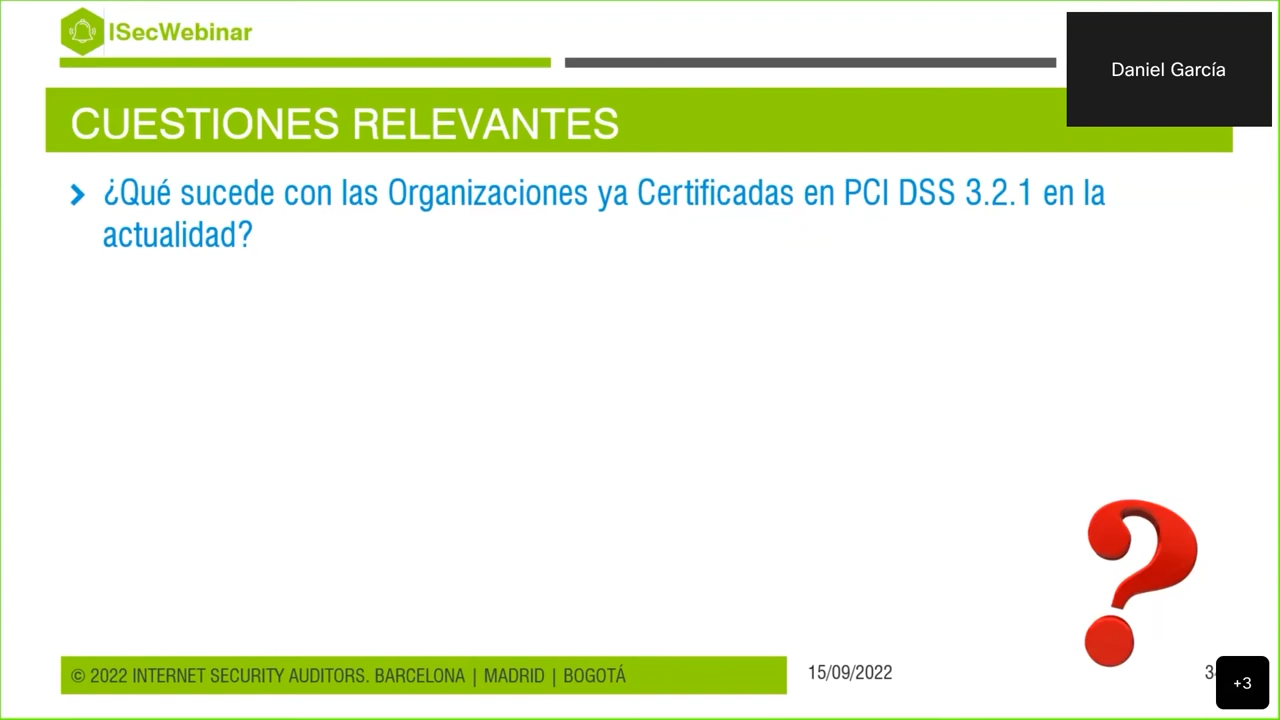 ISecWebinar
Daniel García
CUESTIONES RELEVANTES
¿Qué sucede con las Organizaciones ya Certificadas en PCI DSS 3.2.1 en la
actualidad?
© 2022 INTERNET SECURITY AUDITORS. BARCELONA | MADRID | BOGOTÁ
15/09/2022
+3